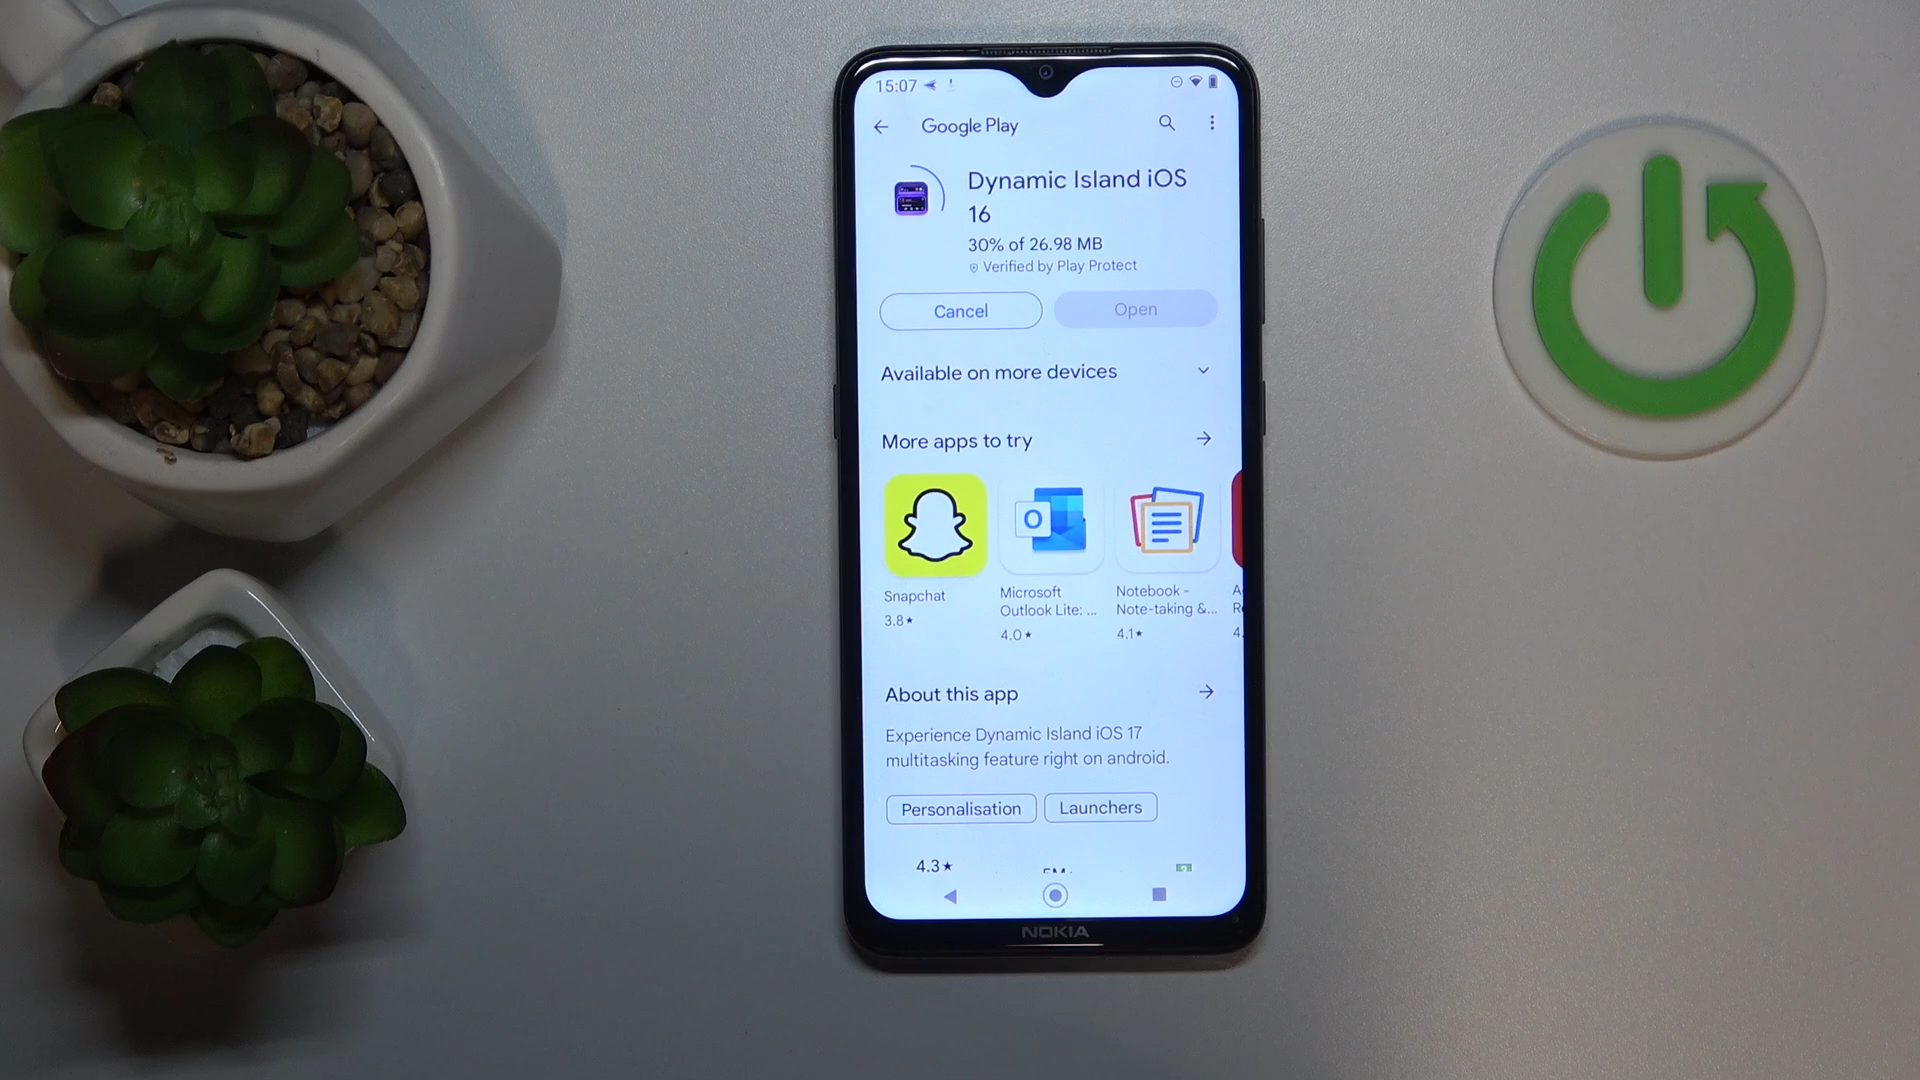 15:07
Google Play
Dynamic Island iOS
16
30% of 26.98 MB
Verified by Play Protect
Cancel
Open
Available on more devices
More apps to try
O
Snapchat
3.8★
Microsoft
Outlook Lite: ...
4.0★
Notebook -
Note-taking &...
4.1★
4.
About this app
Experience Dynamic Island iOS 17
multitasking feature right on android.
Personalisation
Launchers
4.3★
NOKIA